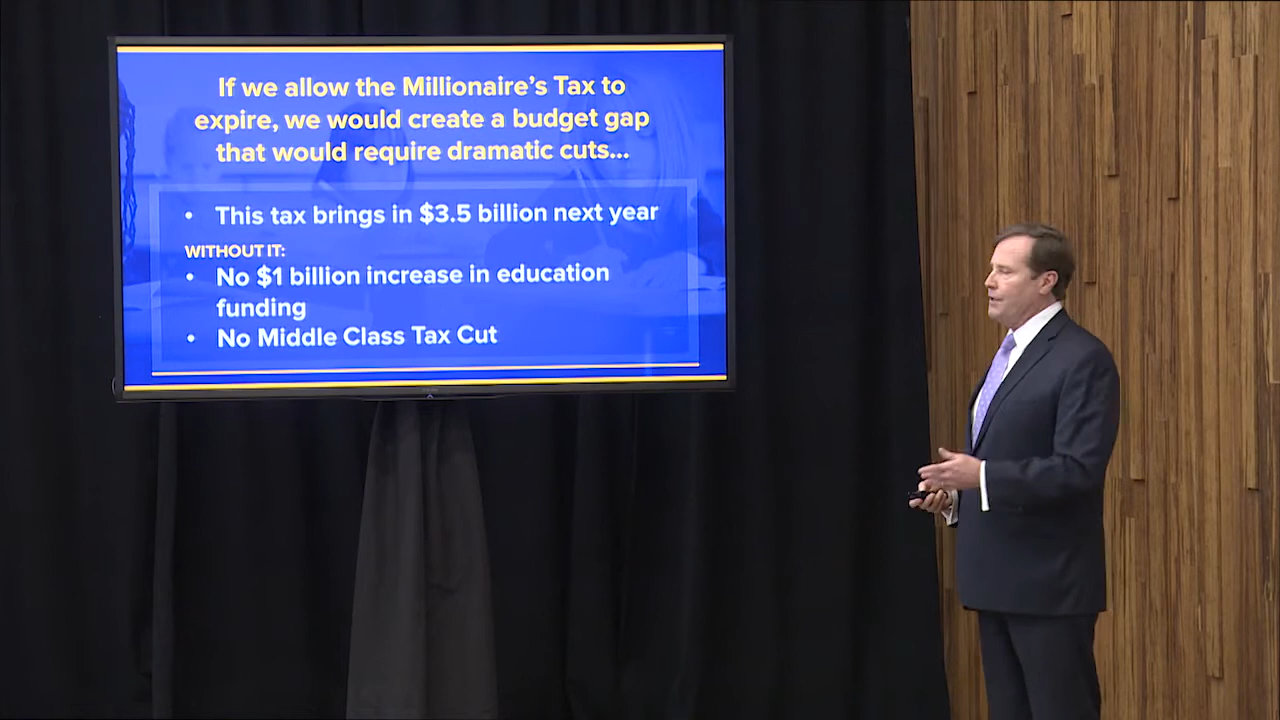 If we allow the Millionaire's Tax to
expire, we would create a budget gap
that would require dramatic cuts...
• This tax brings in $3.5 billion next year
WITHOUT IT:
• No $1 billion increase in education
funding
• No Middle Class Tax Cut